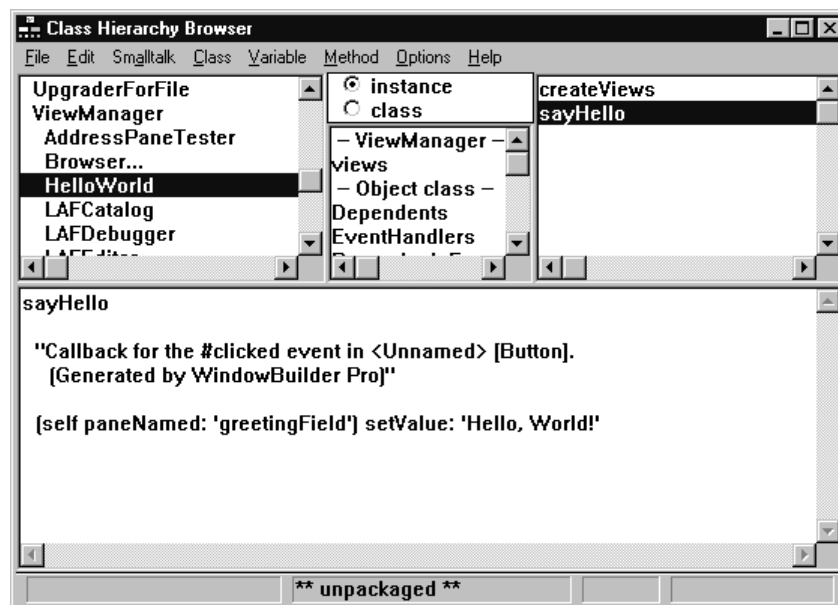 Class Hierarchy Browser
File Edit Smalltalk Class Variable Method Options Help
UpgraderForFile
ViewManager
AddressPaneTester
Browser...
HelloWorld
LAFCatalog
LAFDebugger
instance
class
– ViewManager –
views
– Object class –
Dependents
EventHandlers
createViews
sayHello
sayHello
"Callback for the #clicked event in <Unnamed> [Button].
(Generated by WindowBuilder Pro)"
(self paneNamed: 'greetingField') setValue: 'Hello, World!'
** unpackaged **